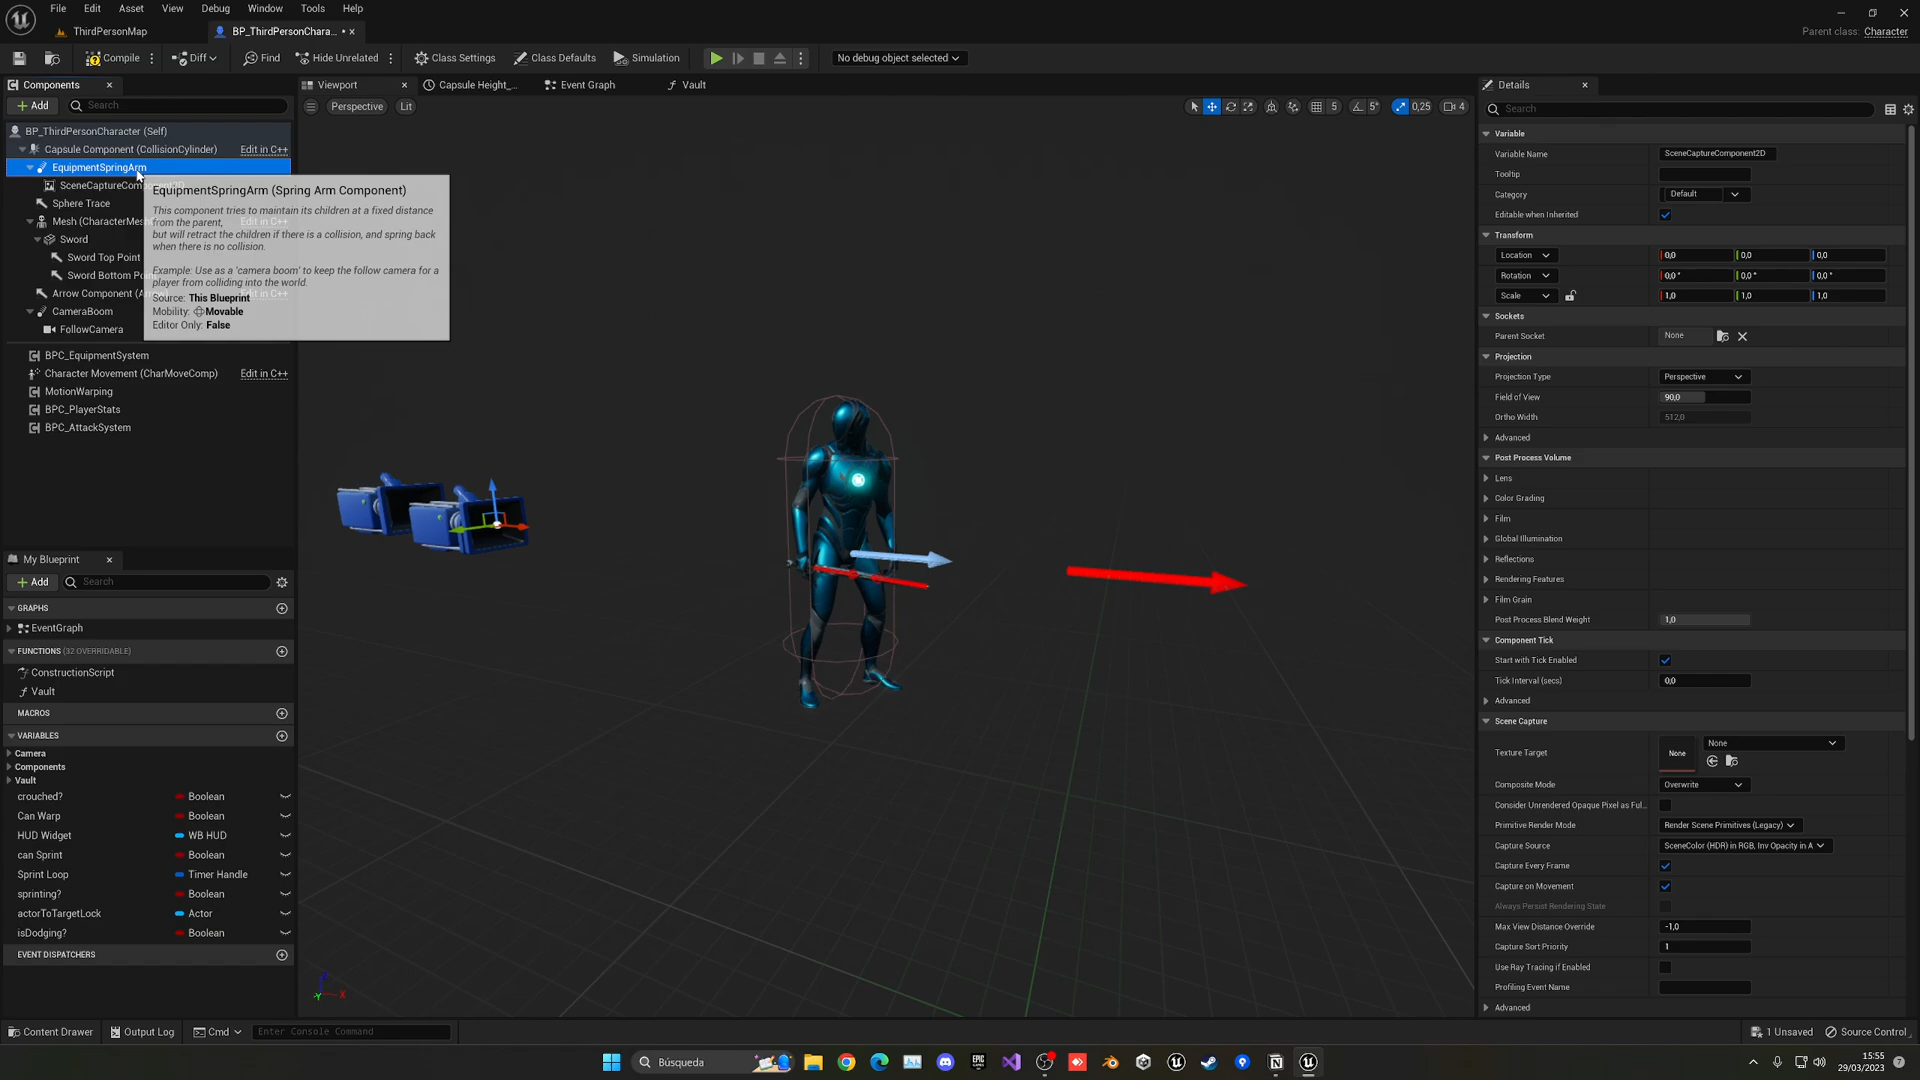 File Edit Asset View Debug Window Tools Help
ThirdPersonMap
BP_ThirdPersonChara...
Parent class: Character
Compile
Diff
Find
Hide Unrelated
Class Settings
Class Defaults
Simulation
No debug object selected
Components
Viewport
Capsule Height_...
Event Graph
Vault
Details
Add
Search
Perspective
Lit
5
5°
0,25
4
Search
BP_ThirdPersonCharacter (Self)
Capsule Component (CollisionCylinder) Edit in C++
EquipmentSpringArm
SceneCaptureComponent2D
Sphere Trace
Mesh (CharacterMesh Edit in C++
Sword
Sword Top Point
Sword Bottom Point
Arrow Component (Arrow) Edit in C++
CameraBoom
FollowCamera
BPC_EquipmentSystem
Character Movement (CharMoveComp) Edit in C++
MotionWarping
BPC_PlayerStats
BPC_AttackSystem
EquipmentSpringArm (Spring Arm Component)
This component tries to maintain its children at a fixed distance
from the parent,
but will retract the children if there is a collision, and spring back
when there is no collision.
Example: Use as a 'camera boom' to keep the follow camera for a
player from colliding into the world.
Source: This Blueprint
Mobility: Movable
Editor Only: False
My Blueprint
Add
Search
GRAPHS
EventGraph
FUNCTIONS (32 OVERRIDABLE)
ConstructionScript
Vault
MACROS
VARIABLES
Camera
Components
Vault
crouched? Boolean
Can Warp Boolean
HUD Widget WB HUD
can Sprint Boolean
Sprint Loop Timer Handle
sprinting? Boolean
actorToTargetLock Actor
isDodging? Boolean
EVENT DISPATCHERS
Z
Y
X
Variable
Variable Name SceneCaptureComponent2D
Tooltip
Category Default
Editable when Inherited
Transform
Location 0,0 0,0 0,0
Rotation 0,0 ° 0,0 ° 0,0 °
Scale 1,0 1,0 1,0
Sockets
Parent Socket None
Projection
Projection Type Perspective
Field of View 90,0
Ortho Width 512,0
Advanced
Post Process Volume
Lens
Color Grading
Film
Global Illumination
Reflections
Rendering Features
Film Grain
Post Process Blend Weight 1,0
Component Tick
Start with Tick Enabled
Tick Interval (secs) 0,0
Advanced
Scene Capture
Texture Target None None
Composite Mode Overwrite
Consider Unrendered Opaque Pixel as Ful...
Primitive Render Mode Render Scene Primitives (Legacy)
Capture Source SceneColor (HDR) in RGB, Inv Opacity in A
Capture Every Frame
Capture on Movement
Always Persist Rendering State
Max View Distance Override -1,0
Capture Sort Priority 1
Use Ray Tracing if Enabled
Profiling Event Name
Advanced
Content Drawer
Output Log
Cmd
Enter Console Command
1 Unsaved
Source Control
Búsqueda
EPIC GAMES
15:55
29/03/2023